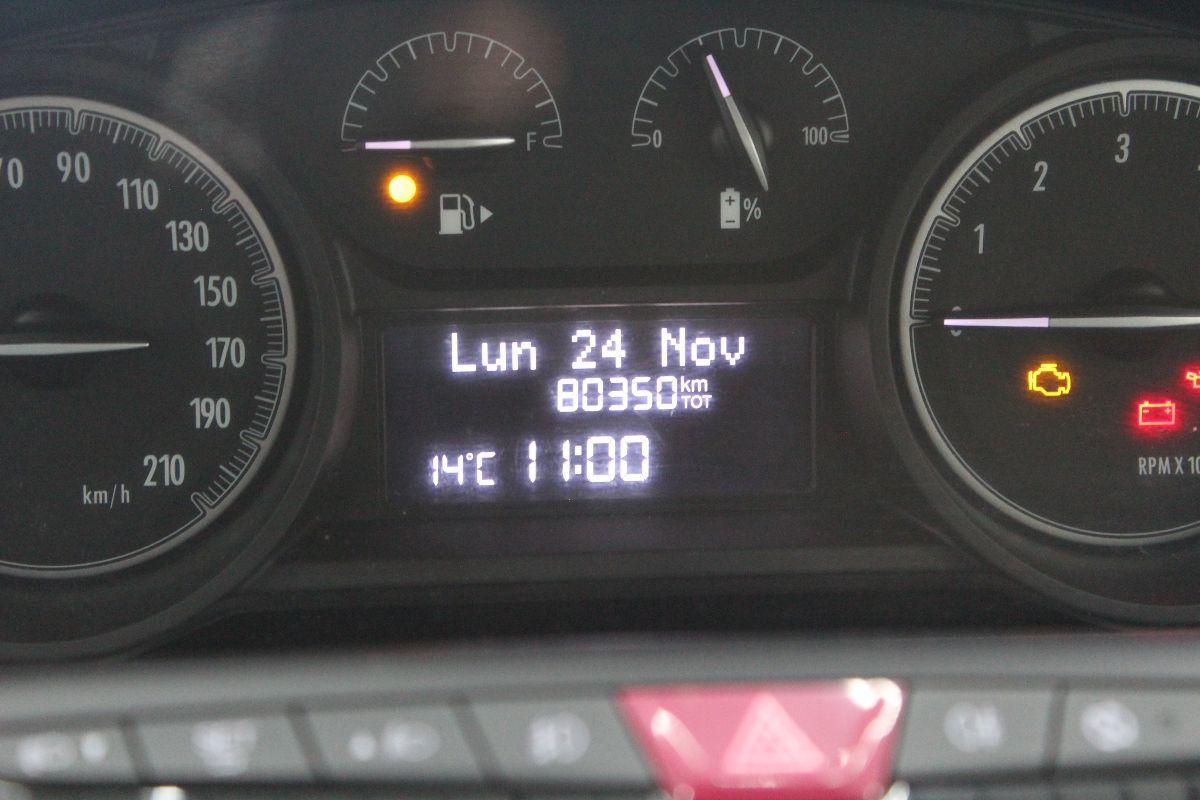 70 90 110 130 150 170 190 210
km/h
F
0 100
+ - %
Lun 24 Nov
80350 km TOT
14°C 11:00
1 2 3
RPM X 10